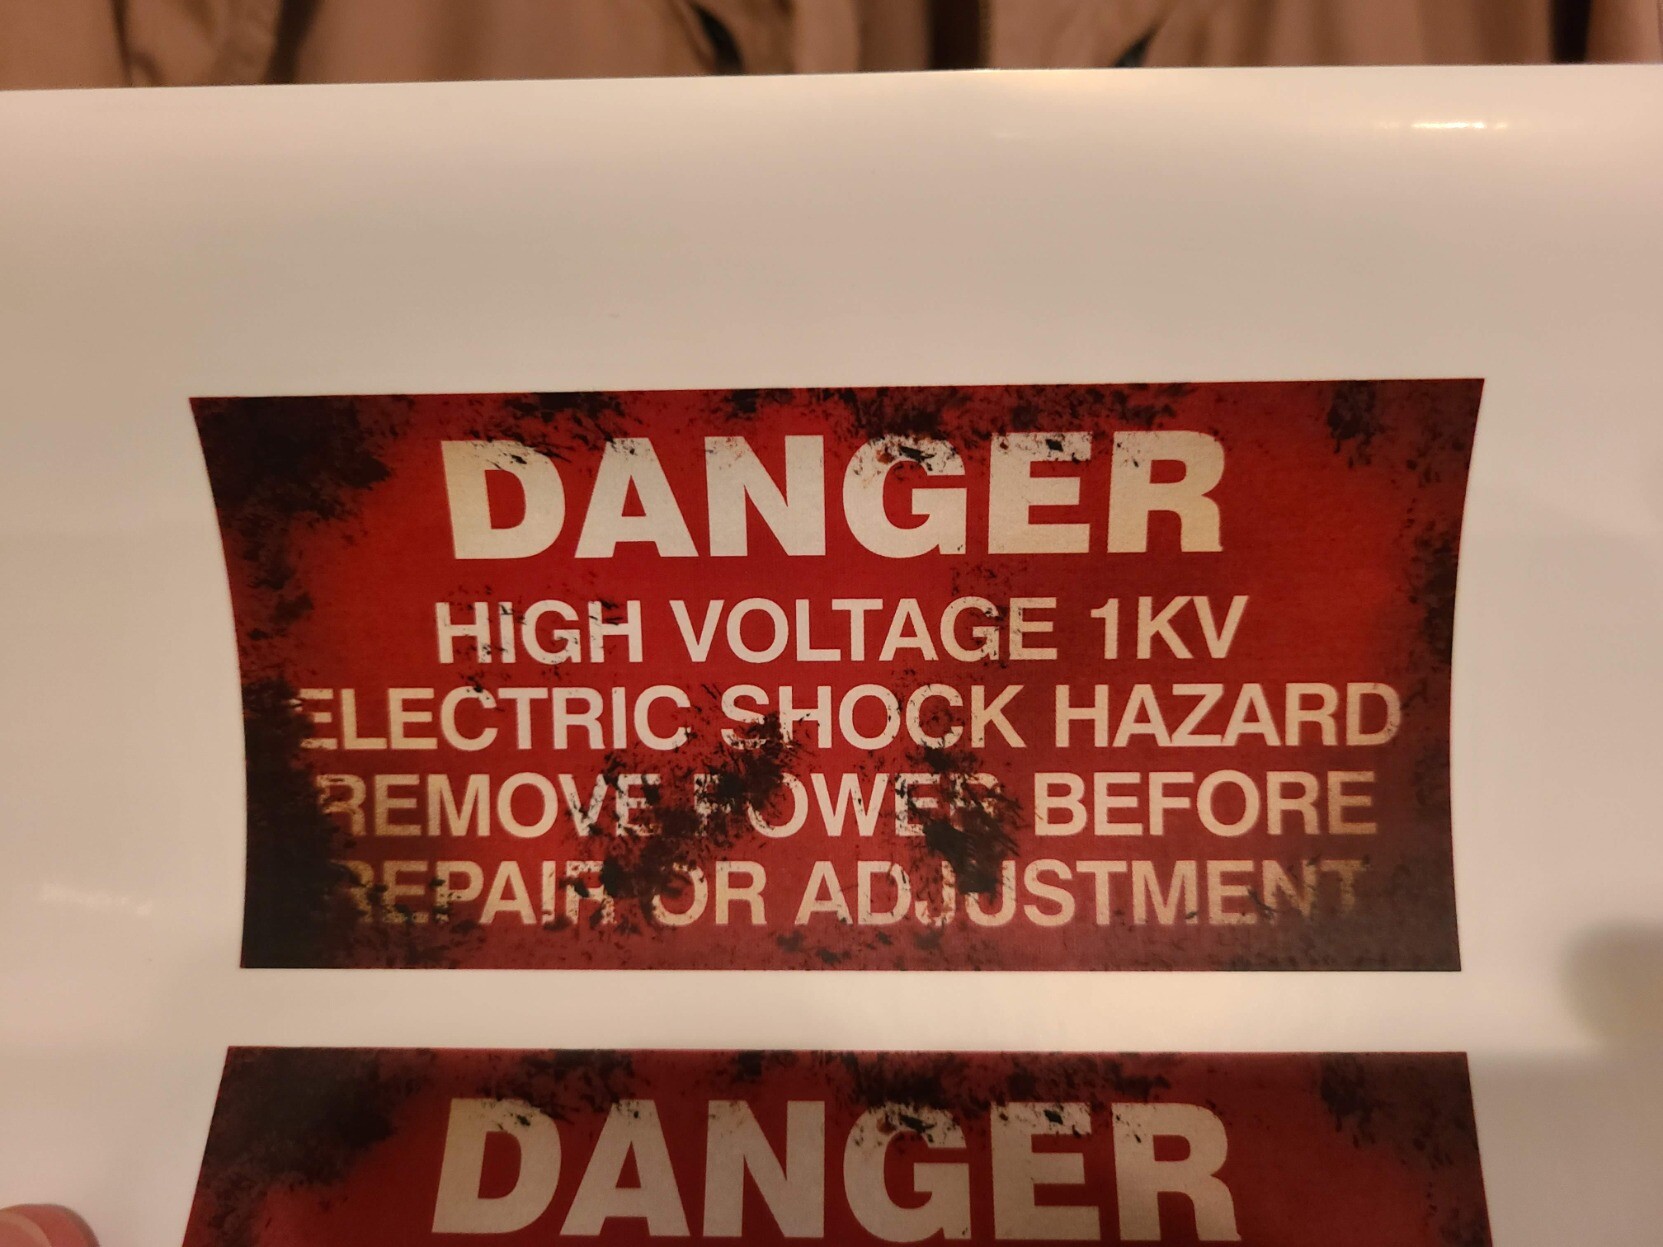 DANGER
HIGH VOLTAGE 1KV
ELECTRIC SHOCK HAZARD
REMOVE POWER BEFORE
REPAIR OR ADJUSTMENT
DANGER